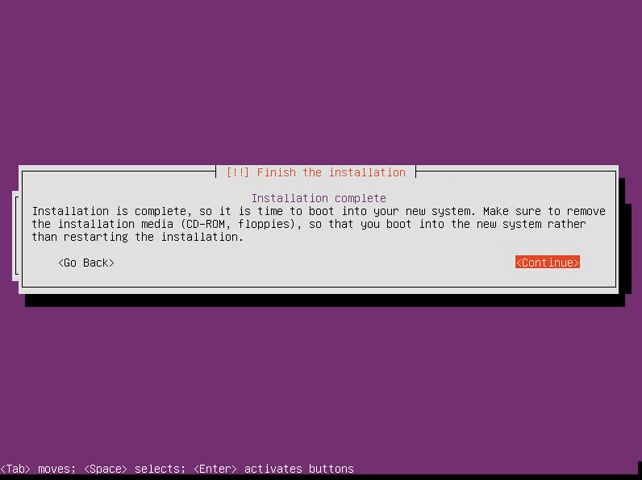 [!!] Finish the installation
Installation complete
Installation is complete, so it is time to boot into your new system. Make sure to remove
the installation media (CD-ROM, floppies), so that you boot into the new system rather
than restarting the installation.
<Go Back> <Continue>
<Tab> moves; <Space> selects; <Enter> activates buttons